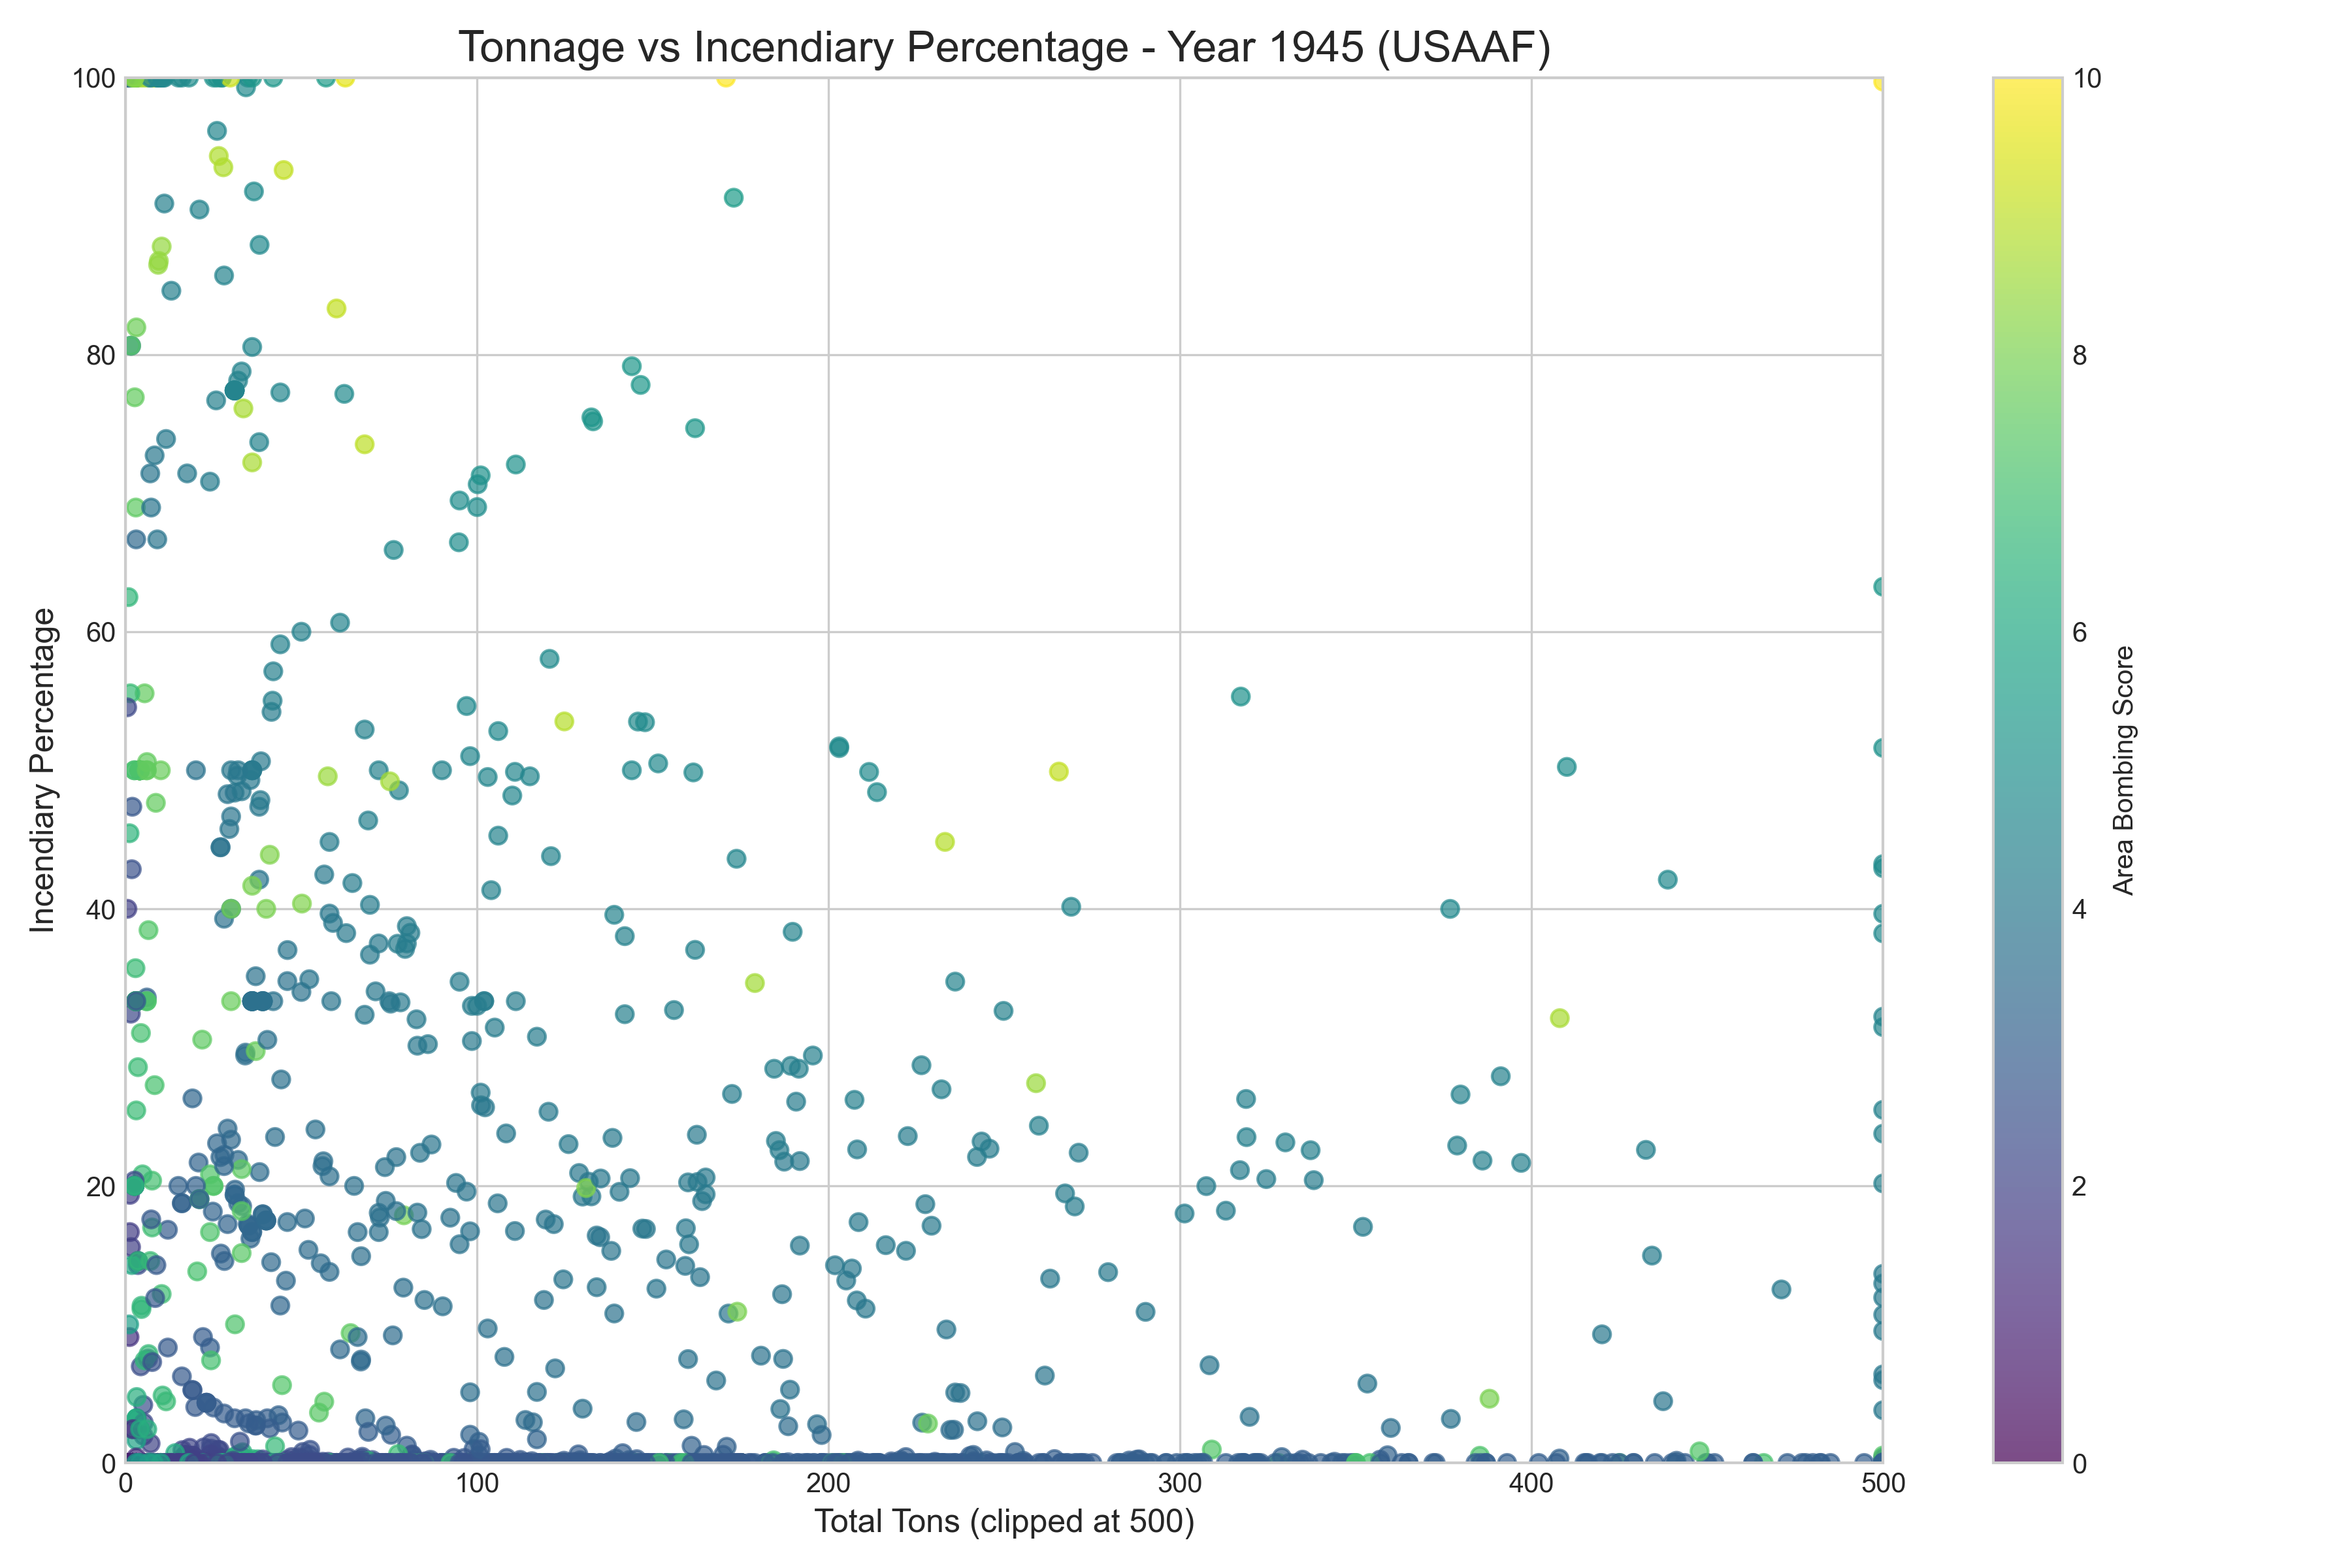 Tonnage vs Incendiary Percentage - Year 1945 (USAAF)
Incendiary Percentage
100
80
60
40
20
0
0 100 200 300 400 500
Total Tons (clipped at 500)
10
8
6
4
2
0
Area Bombing Score